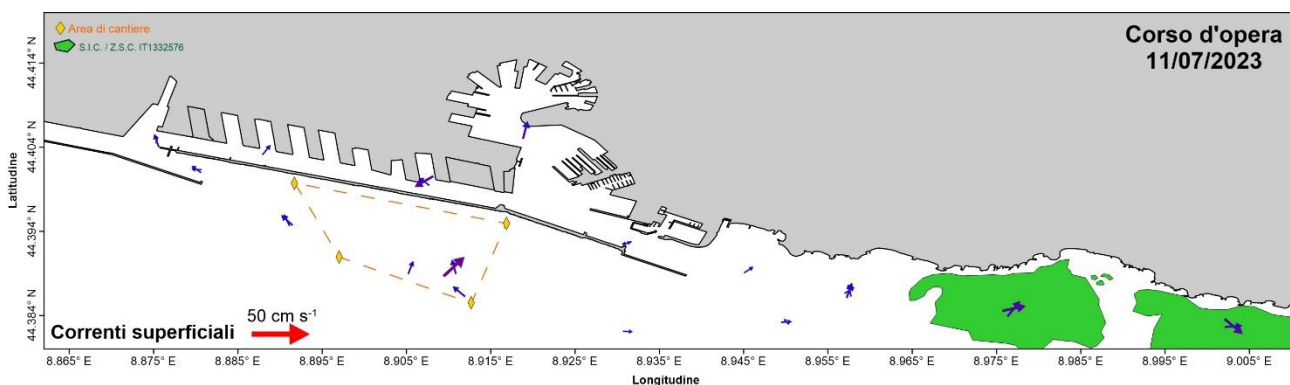 Area di cantiere
S.I.C. / Z.S.C. IT1332576
Corso d'opera
11/07/2023
44.414° N
44.404° N
44.394° N
44.384° N
Latitudine
Correnti superficiali
50 cm s⁻¹
8.865° E 8.875° E 8.885° E 8.895° E 8.905° E 8.915° E 8.925° E 8.935° E 8.945° E 8.955° E 8.965° E 8.975° E 8.985° E 8.995° E 9.005° E
Longitudine